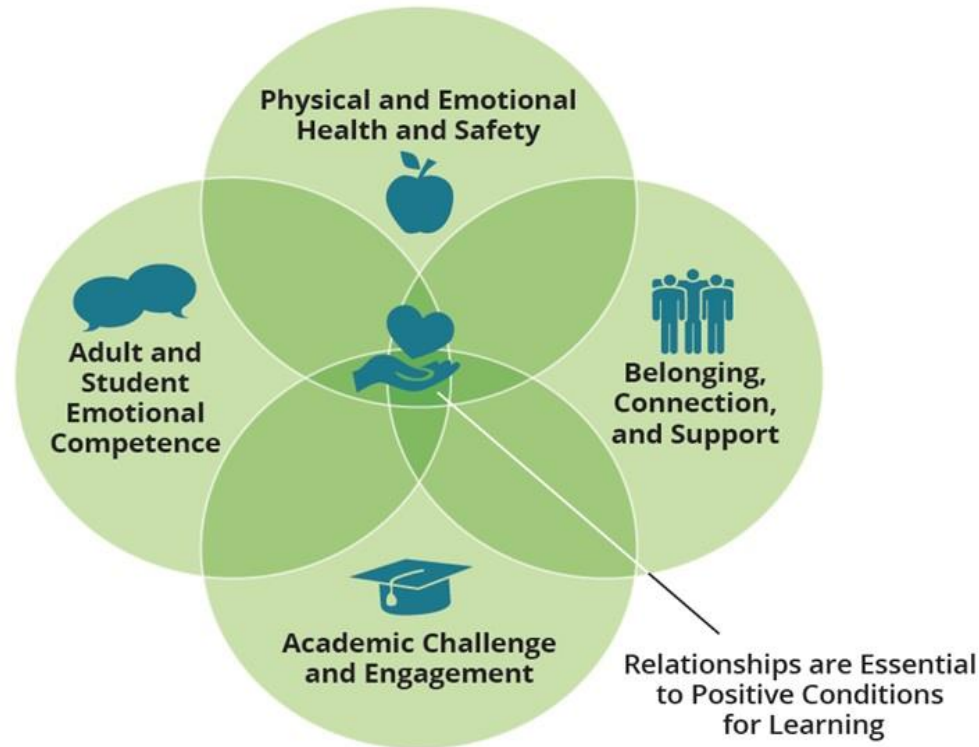 Physical and Emotional
Health and Safety
Adult and
Student
Emotional
Competence
Belonging,
Connection,
and Support
Academic Challenge
and Engagement
Relationships are Essential
to Positive Conditions
for Learning